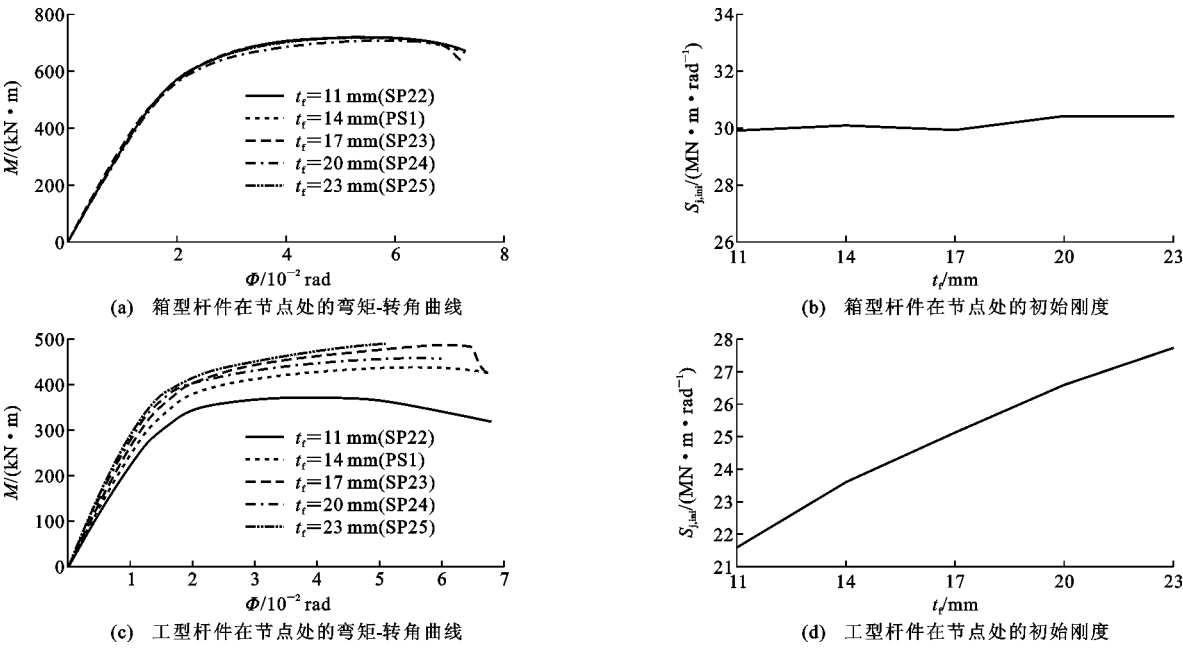 800
600
400
200
0
M/(kN·m)
t_f=11 mm(SP22)
t_f=14 mm(PS1)
t_f=17 mm(SP23)
t_f=20 mm(SP24)
t_f=23 mm(SP25)
2 4 6 8
Φ/10⁻² rad
(a) 箱型杆件在节点处的弯矩-转角曲线
34
32
30
28
26
S_j,ini/(MN·m·rad⁻¹)
11 14 17 20 23
t_f/mm
(b) 箱型杆件在节点处的初始刚度
500
400
300
200
100
0
M/(kN·m)
t_f=11 mm(SP22)
t_f=14 mm(PS1)
t_f=17 mm(SP23)
t_f=20 mm(SP24)
t_f=23 mm(SP25)
1 2 3 4 5 6 7
Φ/10⁻² rad
(c) 工型杆件在节点处的弯矩-转角曲线
28
27
26
25
24
23
22
21
S_j,ini/(MN·m·rad⁻¹)
11 14 17 20 23
t_f/mm
(d) 工型杆件在节点处的初始刚度